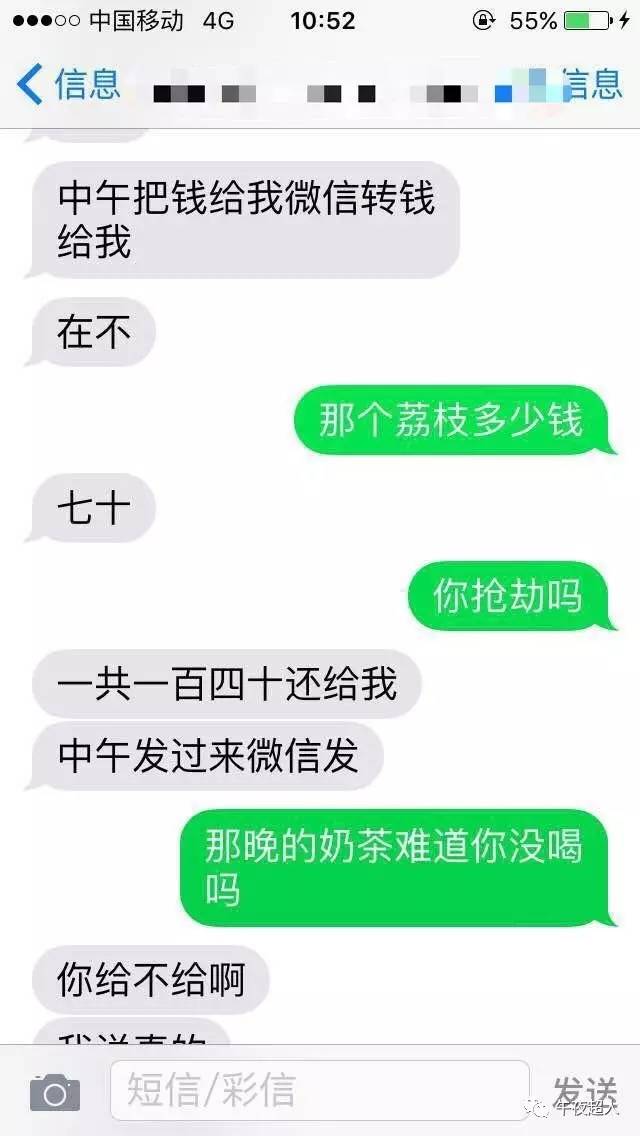 中国移动 4G 10:52 55%
信息 信息
中午把钱给我微信转钱
给我
在不
那个荔枝多少钱
七十
你抢劫吗
一共一百四十还给我
中午发过来微信发
那晚的奶茶难道你没喝
吗
你给不给啊
我说真的
短信/彩信 发送
午夜超人